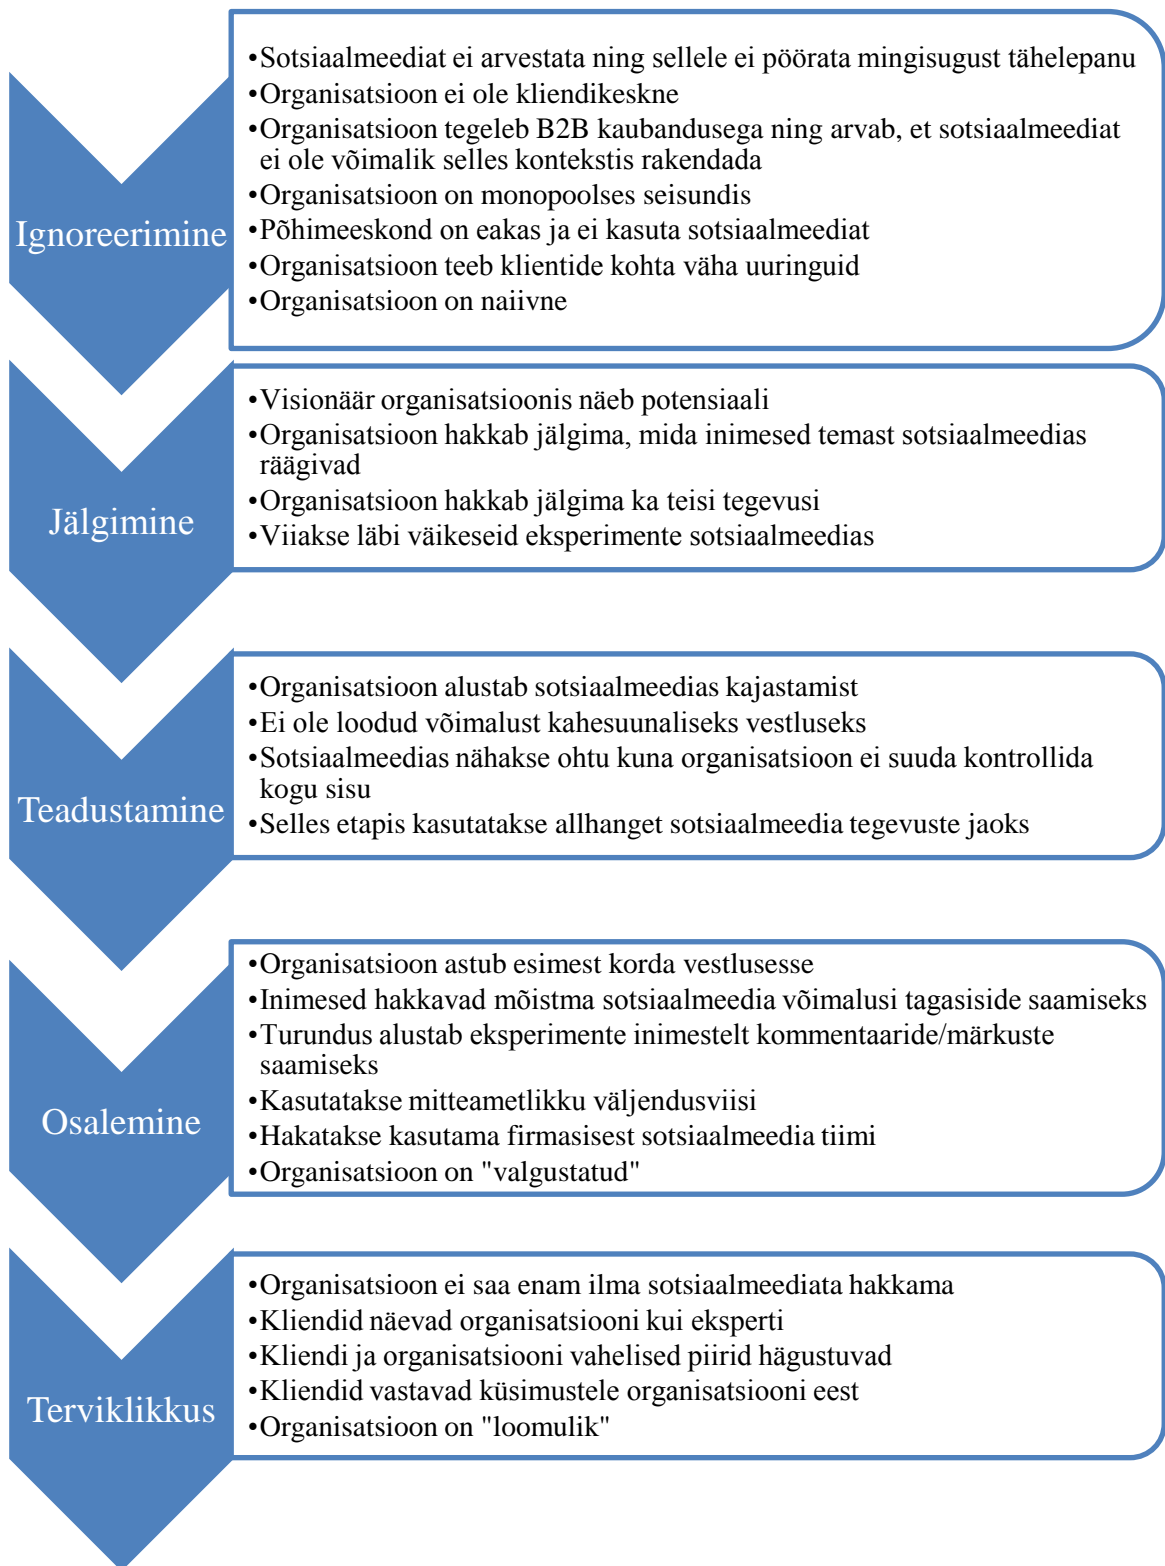 Ignoreerimine
•Sotsiaalmeediat ei arvestata ning sellele ei pöörata mingisugust tähelepanu
•Organisatsioon ei ole kliendikeskne
•Organisatsioon tegeleb B2B kaubandusega ning arvab, et sotsiaalmeediat
ei ole võimalik selles kontekstis rakendada
•Organisatsioon on monopoolses seisundis
•Põhimeeskond on eakas ja ei kasuta sotsiaalmeediat
•Organisatsioon teeb klientide kohta väha uuringuid
•Organisatsioon on naiivne
Jälgimine
•Visionäär organisatsioonis näeb potensiaali
•Organisatsioon hakkab jälgima, mida inimesed temast sotsiaalmeedias
räägivad
•Organisatsioon hakkab jälgima ka teisi tegevusi
•Viiakse läbi väikeseid eksperimente sotsiaalmeedias
Teadustamine
•Organisatsioon alustab sotsiaalmeedias kajastamist
•Ei ole loodud võimalust kahesuunaliseks vestluseks
•Sotsiaalmeedias nähakse ohtu kuna organisatsioon ei suuda kontrollida
kogu sisu
•Selles etapis kasutatakse allhanget sotsiaalmeedia tegevuste jaoks
Osalemine
•Organisatsioon astub esimest korda vestlusesse
•Inimesed hakkavad mõistma sotsiaalmeedia võimalusi tagasiside saamiseks
•Turundus alustab eksperimente inimestelt kommentaaride/märkuste
saamiseks
•Kasutatakse mitteametlikku väljendusviisi
•Hakatakse kasutama firmasisest sotsiaalmeedia tiimi
•Organisatsioon on "valgustatud"
Terviklikkus
•Organisatsioon ei saa enam ilma sotsiaalmeediata hakkama
•Kliendid näevad organisatsiooni kui eksperti
•Kliendi ja organisatsiooni vahelised piirid hägustuvad
•Kliendid vastavad küsimustele organisatsiooni eest
•Organisatsioon on "loomulik"